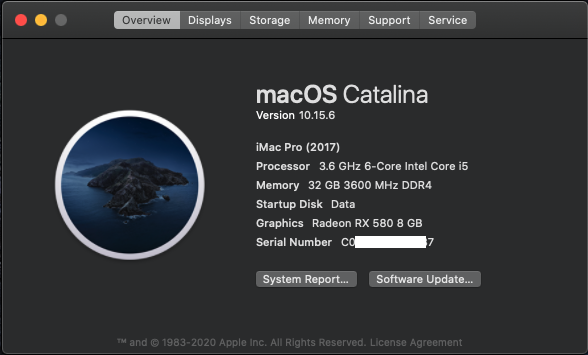 Overview Displays Storage Memory Support Service
macOS Catalina
Version 10.15.6
iMac Pro (2017)
Processor 3.6 GHz 6-Core Intel Core i5
Memory 32 GB 3600 MHz DDR4
Startup Disk Data
Graphics Radeon RX 580 8 GB
Serial Number C0 7
System Report... Software Update...
™ and © 1983-2020 Apple Inc. All Rights Reserved. License Agreement